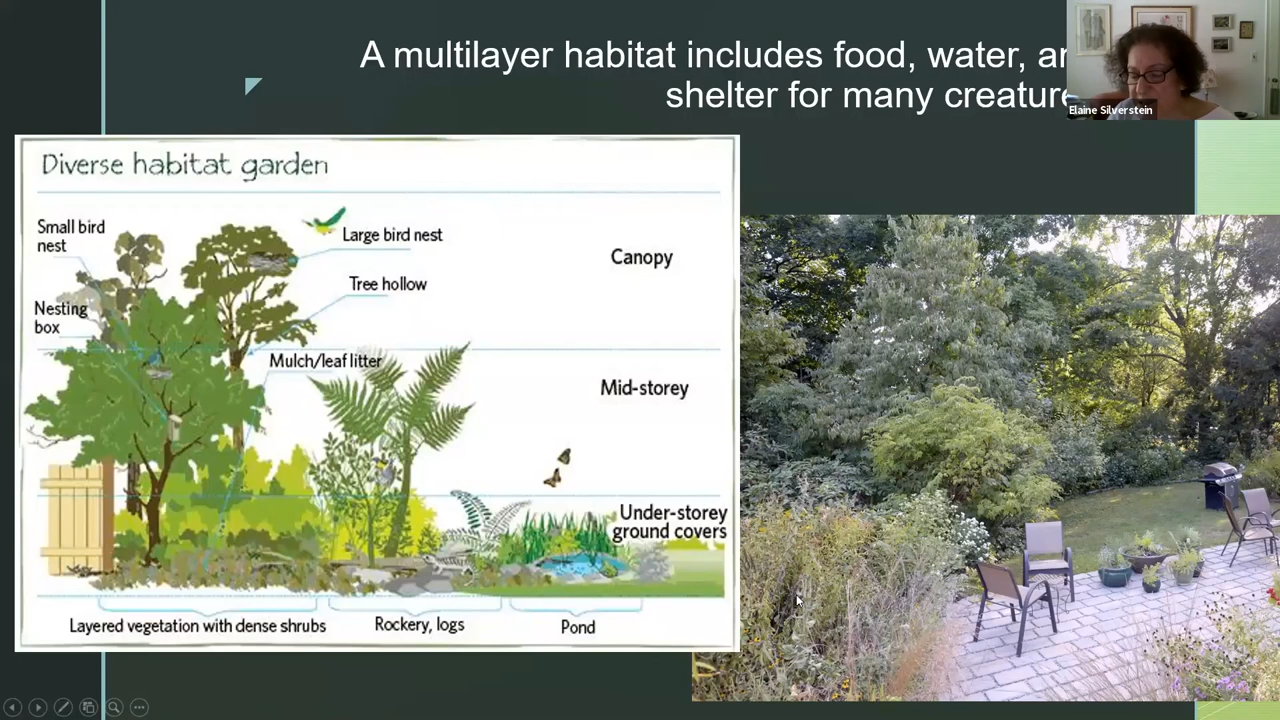 A multilayer habitat includes food, water,
shelter for many
Elaine Silverstein
Diverse habitat garden
Small bird
nest
Large bird nest
Canopy
Tree hollow
Nesting
box
Mulch/leaf litter
Mid-storey
Under-storey
ground covers
Layered vegetation with dense shrubs
Rockery, logs
Pond